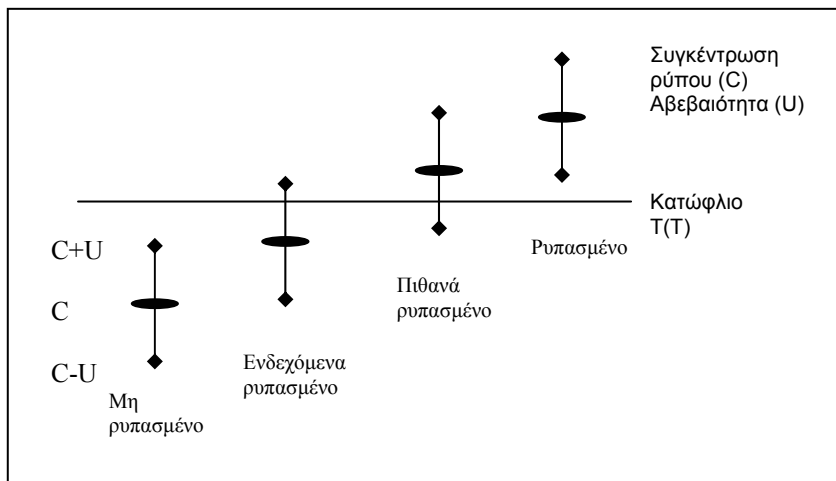 Συγκέντρωση
ρύπου (C)
Αβεβαιότητα (U)
Κατώφλιο
T(T)
C+U
Ρυπασμένο
Πιθανά
ρυπασμένο
C
Ενδεχόμενα
ρυπασμένο
C-U
Μη
ρυπασμένο